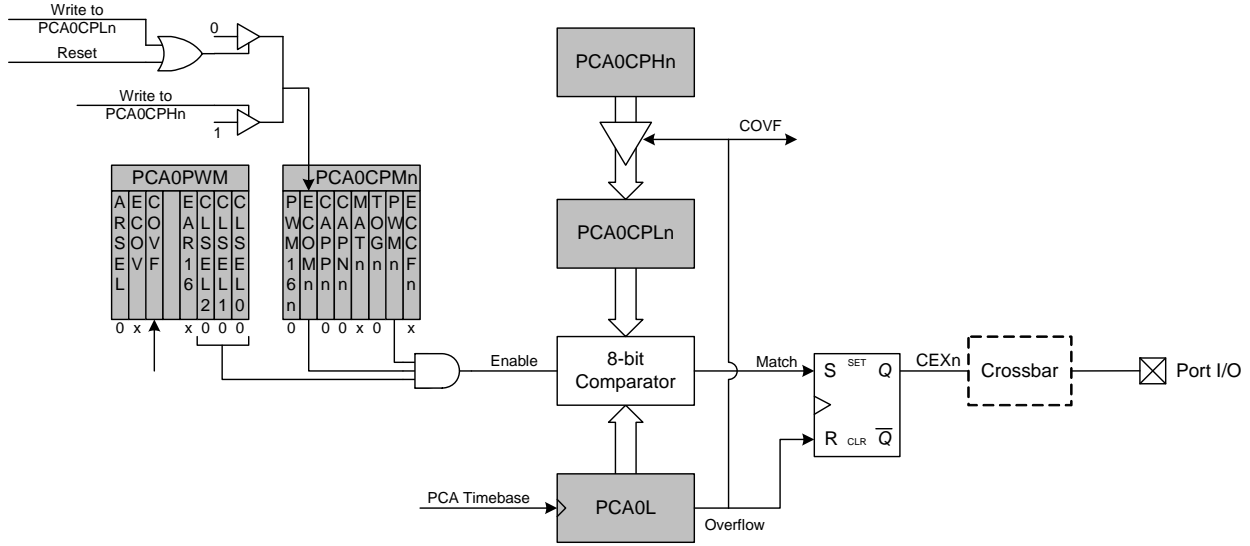 Write to
PCA0CPLn
Reset
0
Write to
PCA0CPHn
1
PCA0CPHn
COVF
PCA0PWM
ARSEL
ECOV
COVF
EAR16
CLSEL2
CLSEL1
CLSEL0
0 x x 0 0 0
PCA0CPMn
PWM16n
ECOMn
CAPPn
CAPNn
MATn
TOGn
PWMn
ECCFn
0 0 0 x 0 x
PCA0CPLn
Enable
8-bit
Comparator
Match
S SET Q
R CLR Q
CEXn
Crossbar
Port I/O
PCA Timebase
PCA0L
Overflow